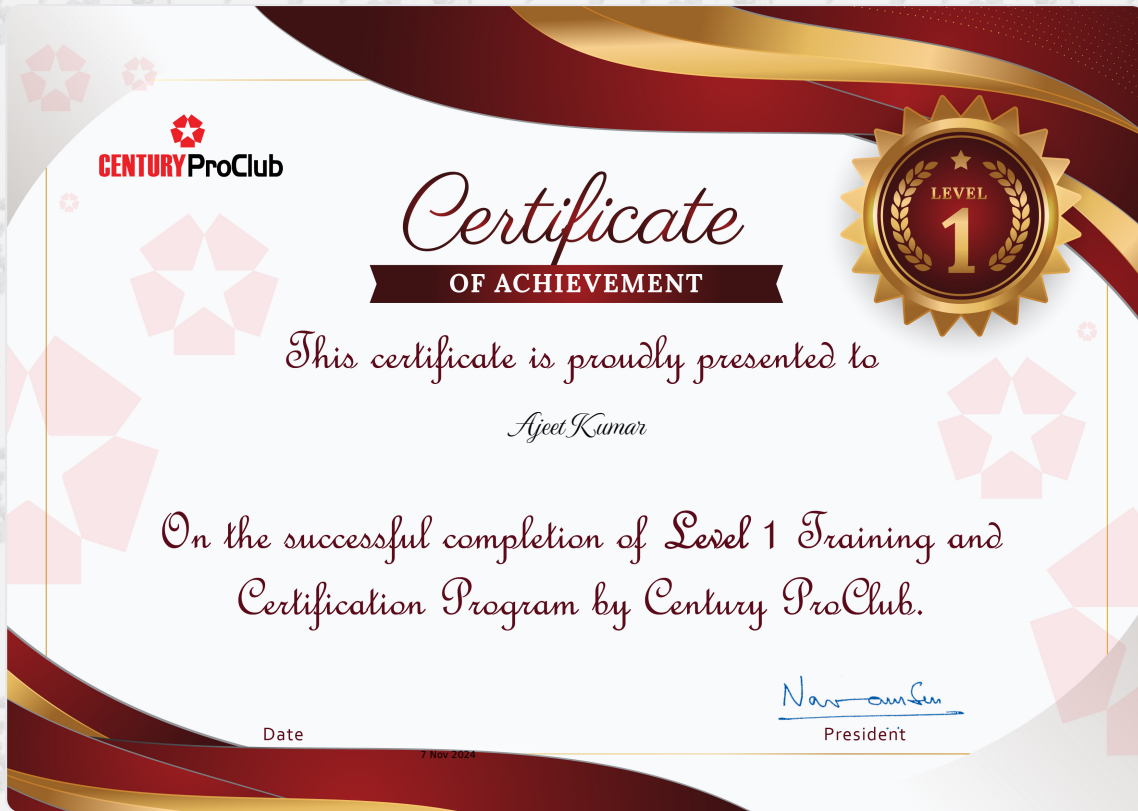 CENTURY ProClub
LEVEL
1
Certificate
OF ACHIEVEMENT
This certificate is proudly presented to
Ajeet Kumar
On the successful completion of Level 1 Training and
Certification Program by Century ProClub.
Date
President
7 Nov 2024